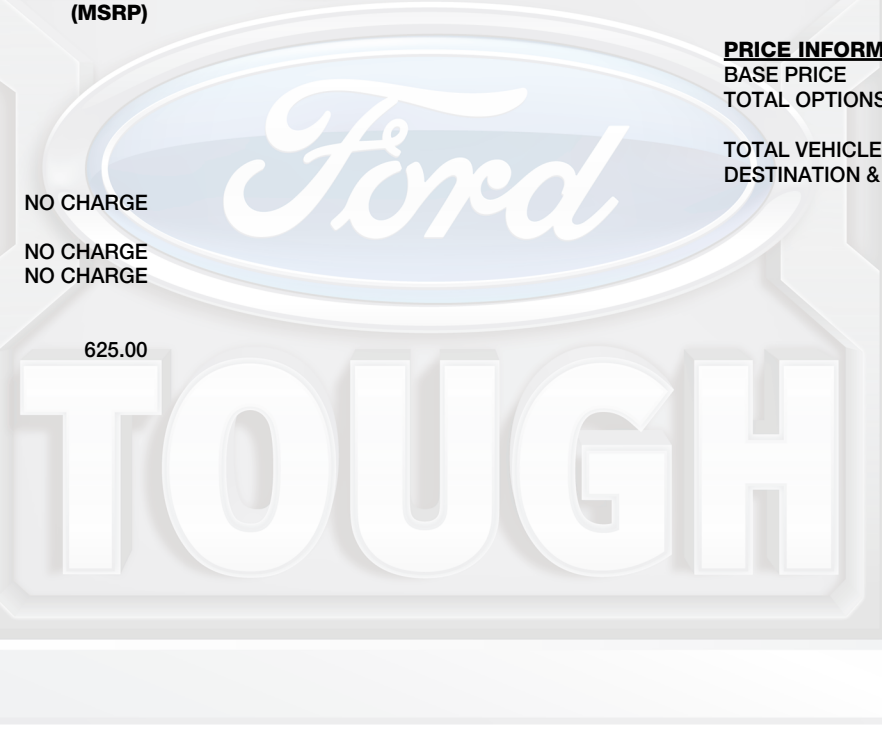 (MSRP)
PRICE INFORM
BASE PRICE
TOTAL OPTIONS
TOTAL VEHICLE
DESTINATION &
NO CHARGE
NO CHARGE
NO CHARGE
625.00
Ford
TOUGH